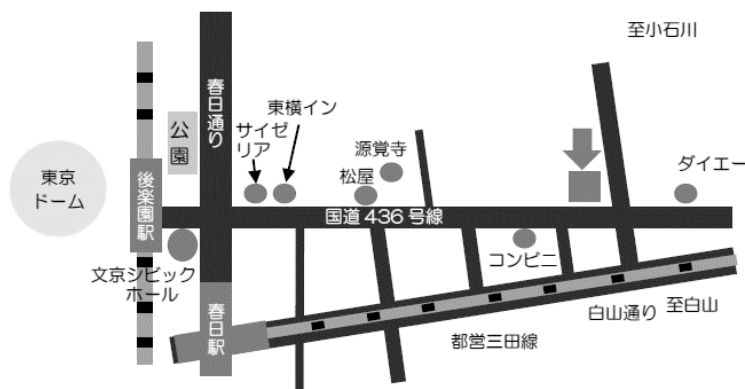 至小石川
春日通り
東横イン
サイゼ
リア
公園
源覚寺
松屋
ダイエー
東京
ドーム
後楽園駅
国道436号線
文京シビック
ホール
コンビニ
春日駅
白山通り
至白山
都営三田線